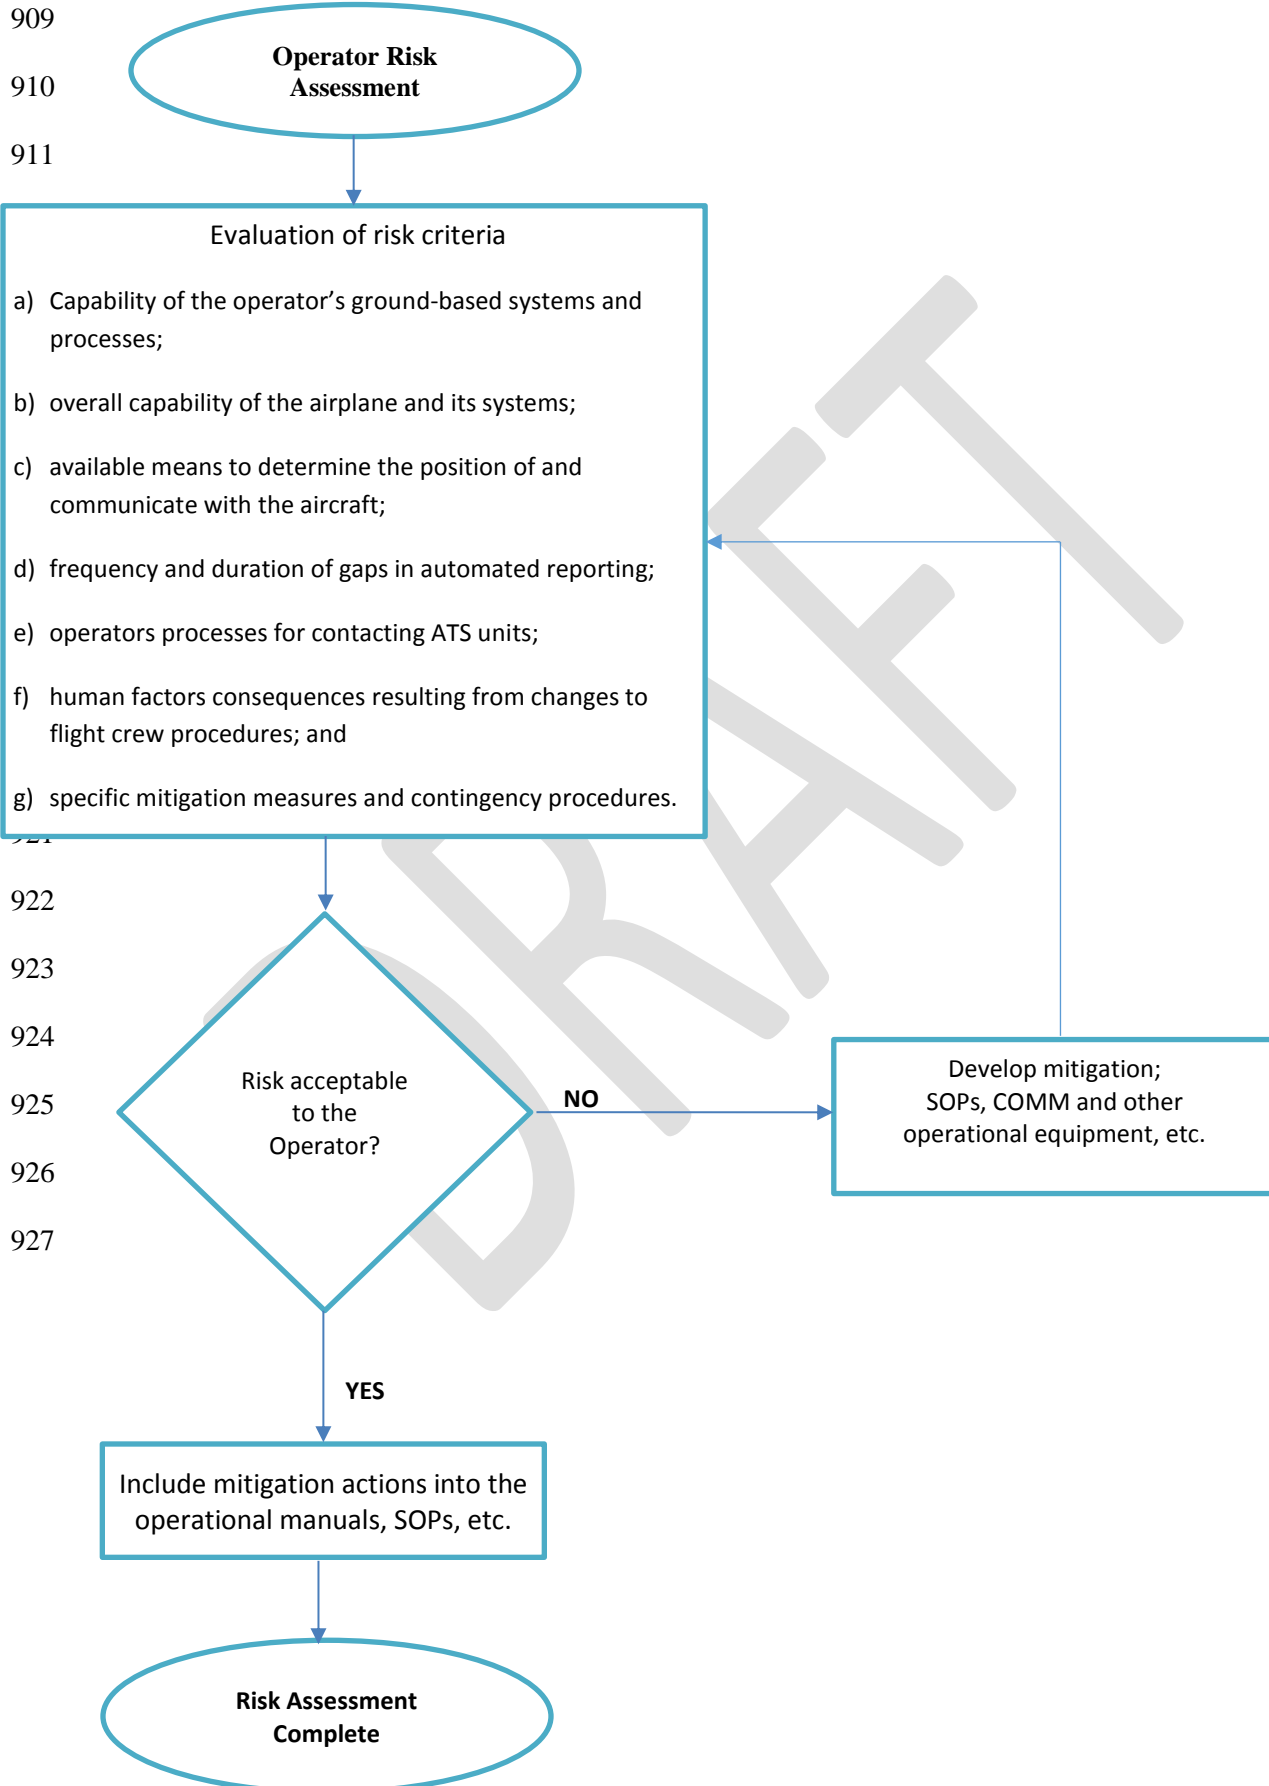 909
Operator Risk
910
Assessment
911
Evaluation of risk criteria
a) Capability of the operator’s ground-based systems and
processes;
b) overall capability of the airplane and its systems;
c) available means to determine the position of and
communicate with the aircraft;
d) frequency and duration of gaps in automated reporting;
e) operators processes for contacting ATS units;
f) human factors consequences resulting from changes to
flight crew procedures; and
g) specific mitigation measures and contingency procedures.
921
922
923
924
925
926
927
Risk acceptable
to the
Operator?
NO
Develop mitigation;
SOPs, COMM and other
operational equipment, etc.
YES
Include mitigation actions into the
operational manuals, SOPs, etc.
Risk Assessment
Complete
DRAFT